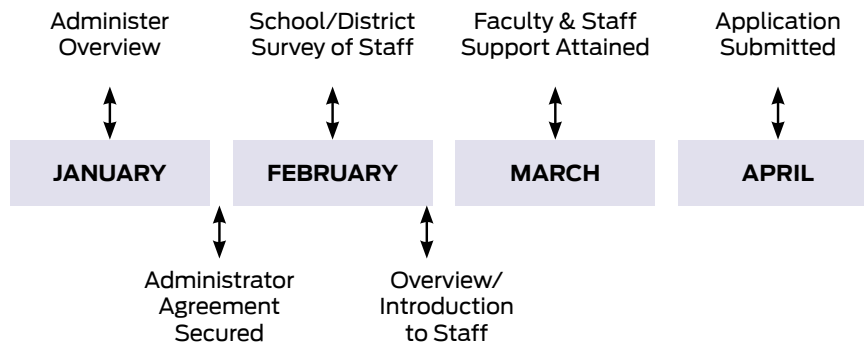 Administer
Overview
School/District
Survey of Staff
Faculty & Staff
Support Attained
Application
Submitted
JANUARY
FEBRUARY
MARCH
APRIL
Administrator
Agreement
Secured
Overview/
Introduction
to Staff